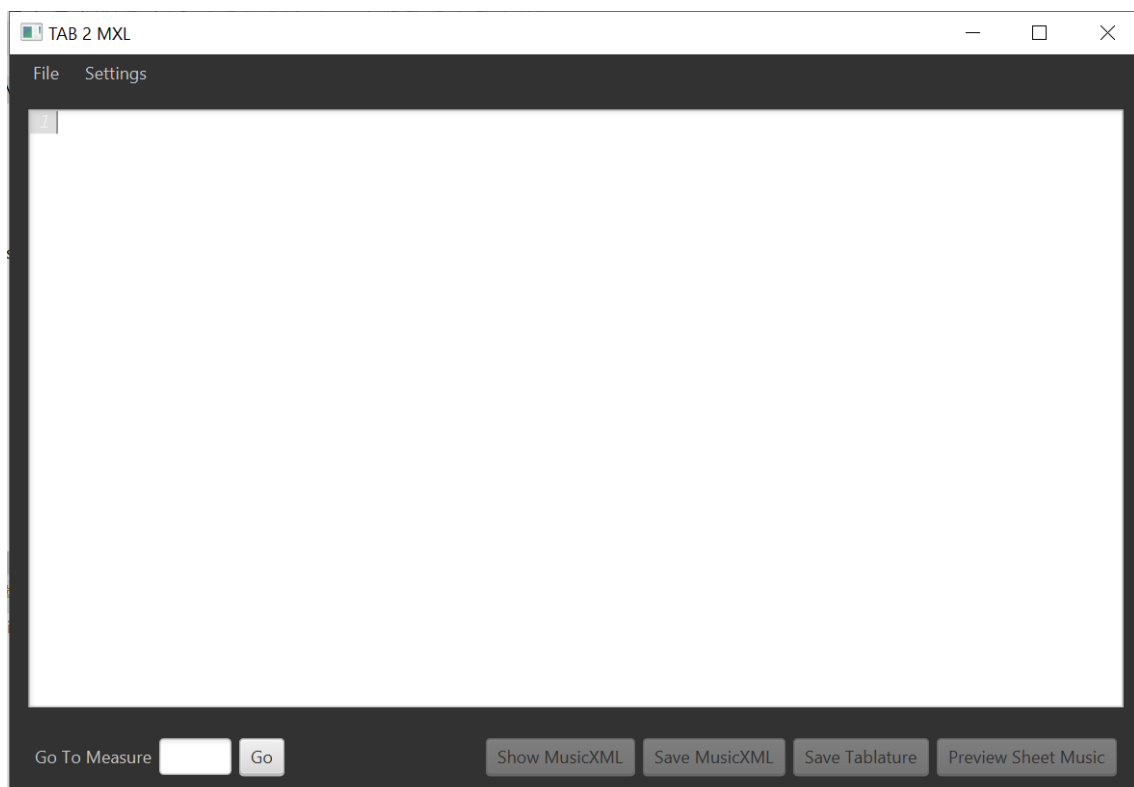 TAB 2 MXL
File Settings
1
Go To Measure Go Show MusicXML Save MusicXML Save Tablature Preview Sheet Music